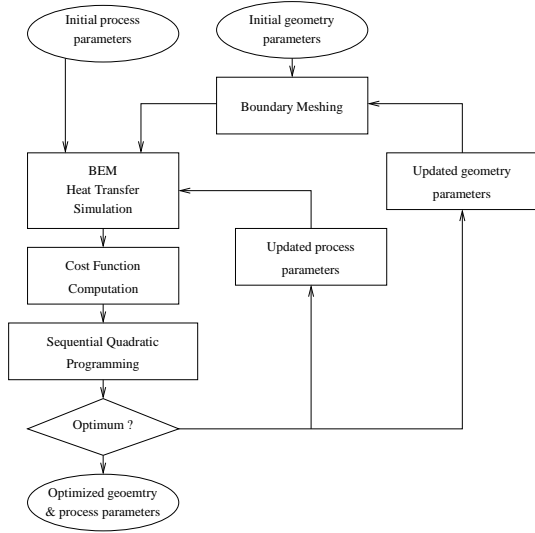 Initial process
parameters
Initial geometry
parameters
Boundary Meshing
BEM
Heat Transfer
Simulation
Updated geometry
parameters
Updated process
parameters
Cost Function
Computation
Sequential Quadratic
Programming
Optimum ?
Optimized geoemtry
& process parameters